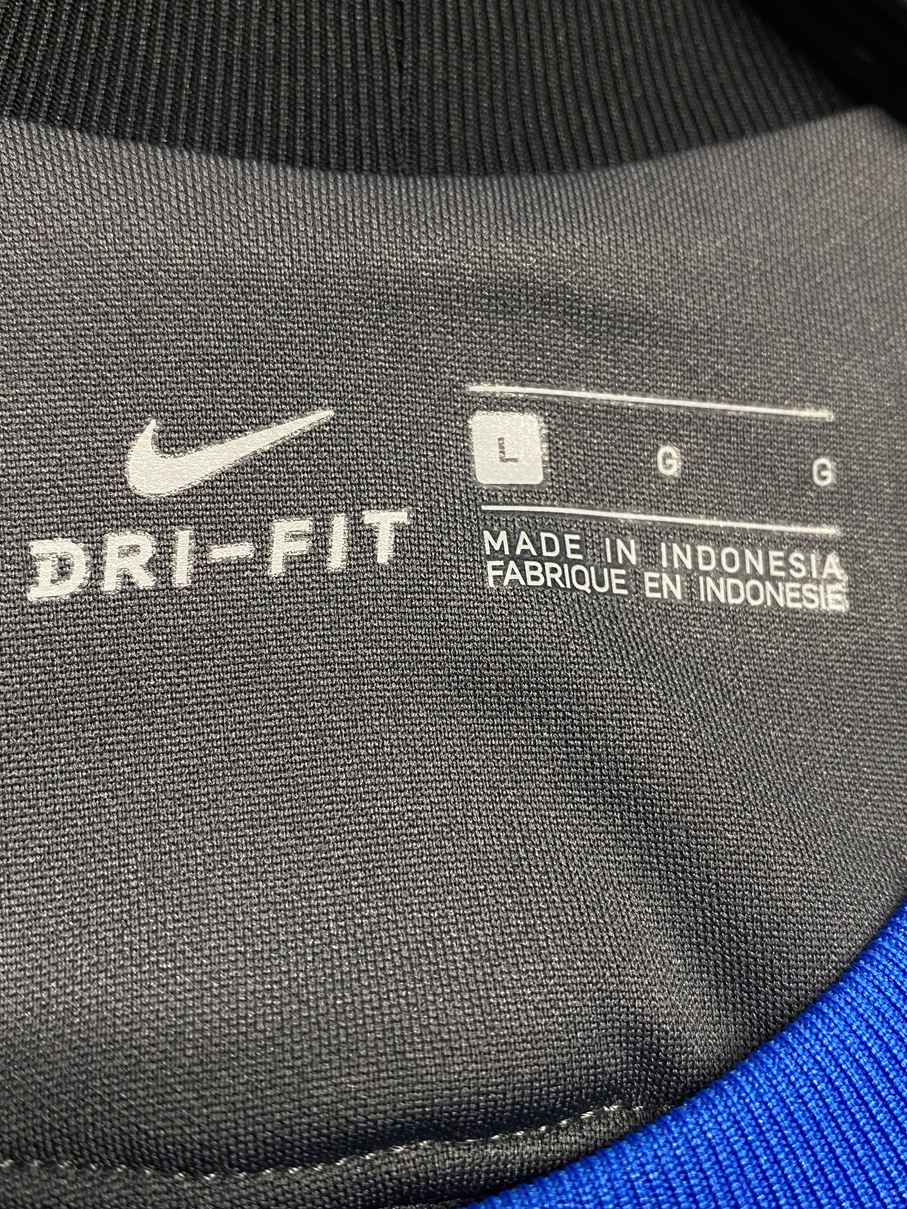 DRI-FIT
L G G
MADE IN INDONESIA
FABRIQUE EN INDONESIE